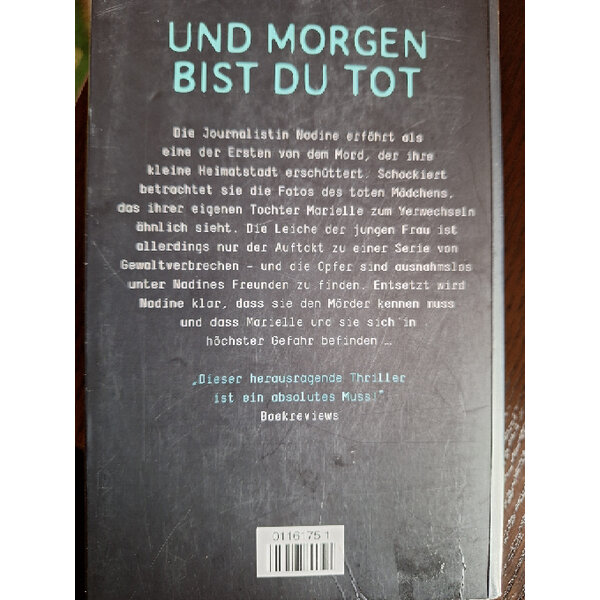 UND MORGEN
BIST DU TOT
Die Journalistin Nadine erfährt als
eine der Ersten von dem Mord, der ihre
kleine Heimatstadt erschüttert. Schockiert
betrachtet sie die Fotos des toten Mädchens,
das ihrer eigenen Tochter Marielle zum Verwechseln
ähnlich sieht. Die Leiche der jungen Frau ist
allerdings nur der Auftakt zu einer Serie von
Gewaltverbrechen – und die Opfer sind ausnahmslos
unter Nadines Freunden zu finden. Entsetzt wird
Nadine klar, dass sie den Mörder kennen muss
und dass Marielle und sie sich in
höchster Gefahr befinden …
„Dieser herausragende Thriller
ist ein absolutes Muss!“
Bookreviews
0116175 1